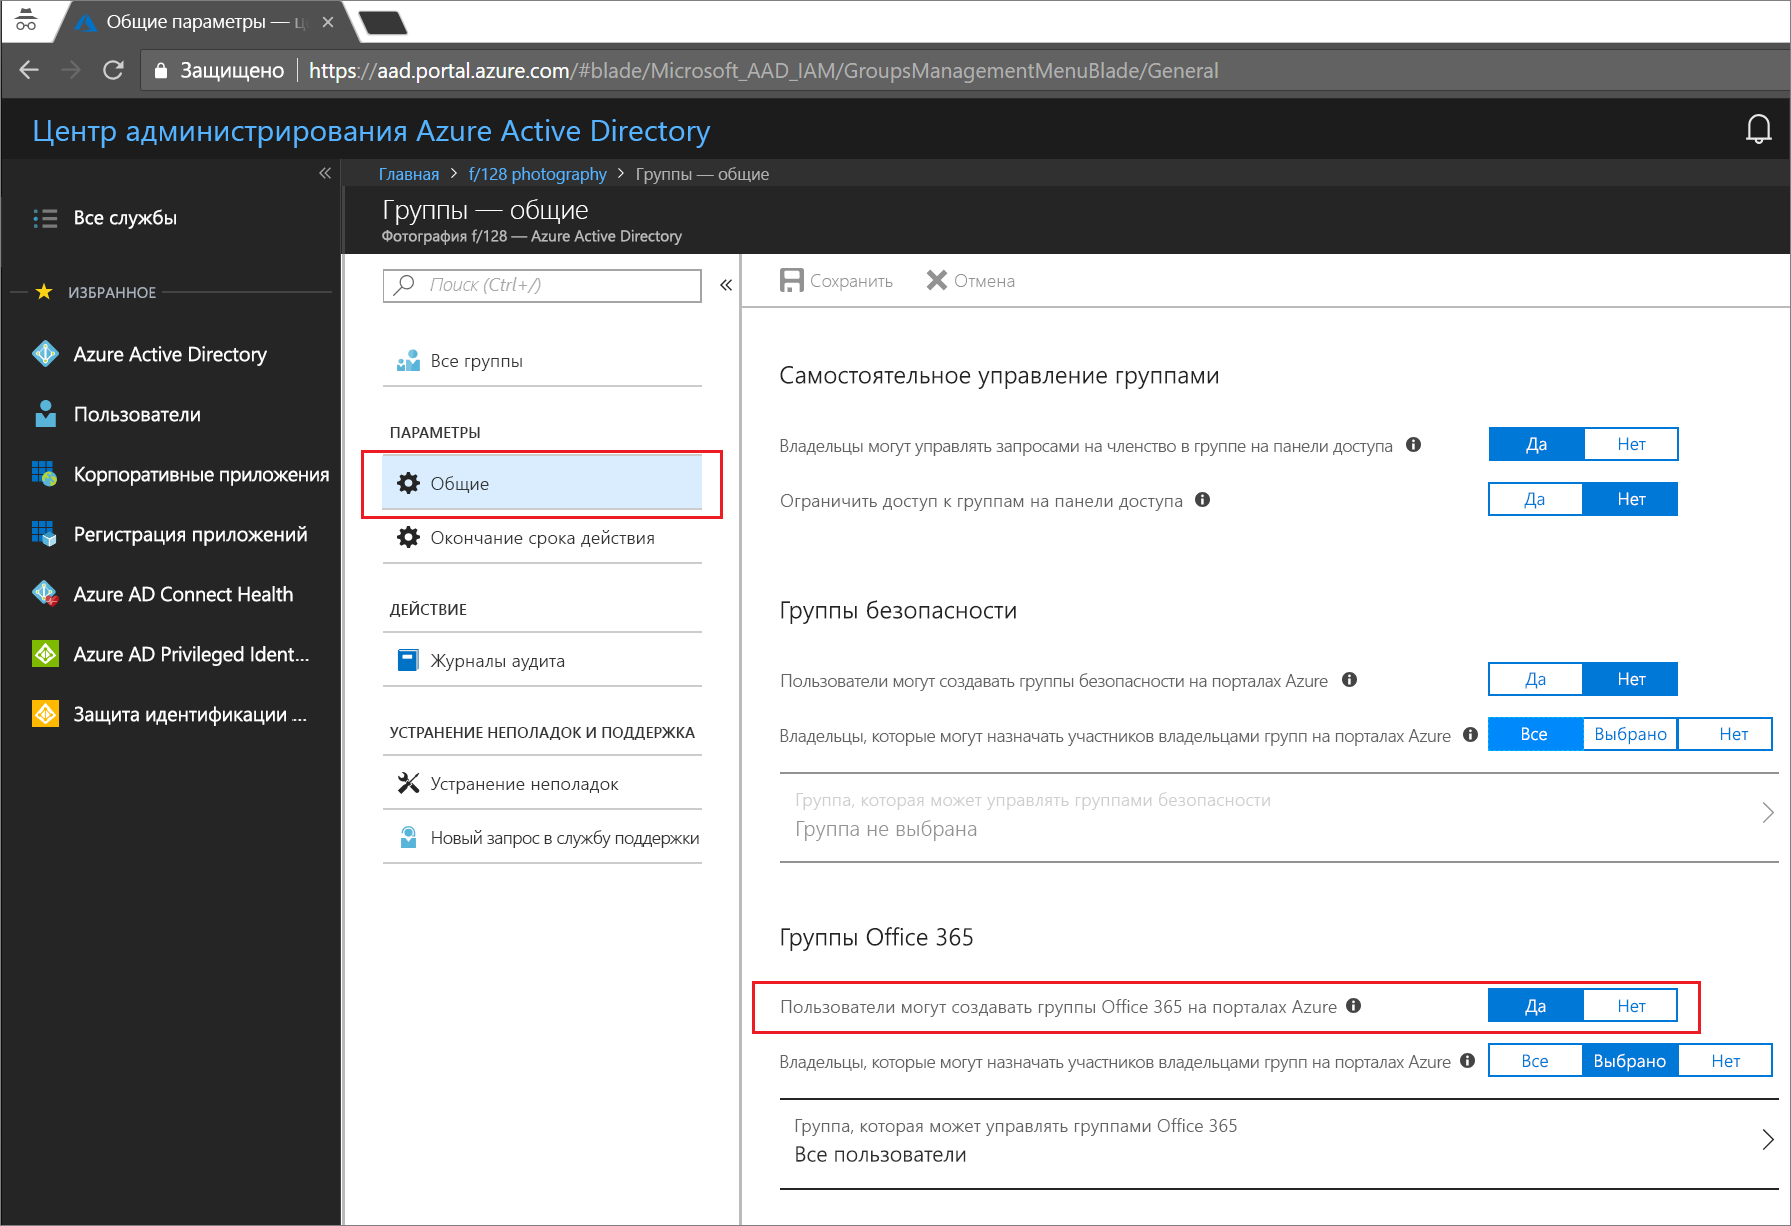 Общие параметры — ц
Защищено https://aad.portal.azure.com/#blade/Microsoft_AAD_IAM/GroupsManagementMenuBlade/General
Центр администрирования Azure Active Directory
Главная > f/128 photography > Группы — общие
Группы — общие
Фотография f/128 — Azure Active Directory
Все службы
ИЗБРАННОЕ
Azure Active Directory
Пользователи
Корпоративные приложения
Регистрация приложений
Azure AD Connect Health
Azure AD Privileged Ident...
Защита идентификации ...
Поиск (Ctrl+/)
Все группы
ПАРАМЕТРЫ
Общие
Окончание срока действия
ДЕЙСТВИЕ
Журналы аудита
УСТРАНЕНИЕ НЕПОЛАДОК И ПОДДЕРЖКА
Устранение неполадок
Новый запрос в службу поддержки
Сохранить Отмена
Самостоятельное управление группами
Владельцы могут управлять запросами на членство в группе на панели доступа Да Нет
Ограничить доступ к группам на панели доступа Да Нет
Группы безопасности
Пользователи могут создавать группы безопасности на порталах Azure Да Нет
Владельцы, которые могут назначать участников владельцами групп на порталах Azure Все Выбрано Нет
Группа, которая может управлять группами безопасности
Группа не выбрана
Группы Office 365
Пользователи могут создавать группы Office 365 на порталах Azure Да Нет
Владельцы, которые могут назначать участников владельцами групп на порталах Azure Все Выбрано Нет
Группа, которая может управлять группами Office 365
Все пользователи